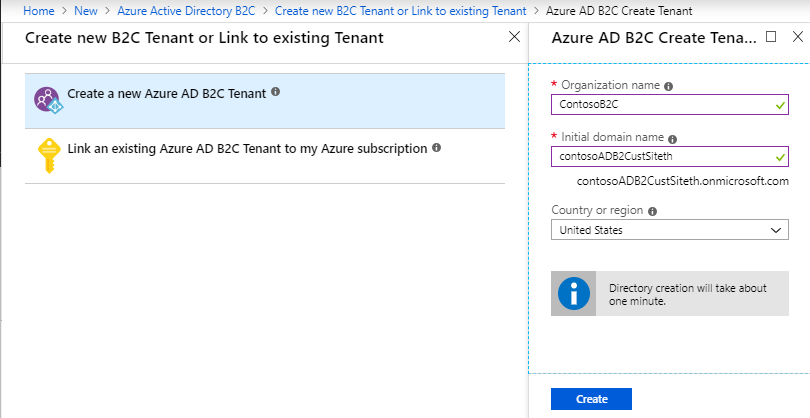 Home > New > Azure Active Directory B2C > Create new B2C Tenant or Link to existing Tenant > Azure AD B2C Create Tenant
Create new B2C Tenant or Link to existing Tenant
Create a new Azure AD B2C Tenant
Link an existing Azure AD B2C Tenant to my Azure subscription
Azure AD B2C Create Tena...
* Organization name
ContosoB2C
* Initial domain name
contosoADB2CustSiteth
contosoADB2CustSiteth.onmicrosoft.com
Country or region
United States
Directory creation will take about
one minute.
Create